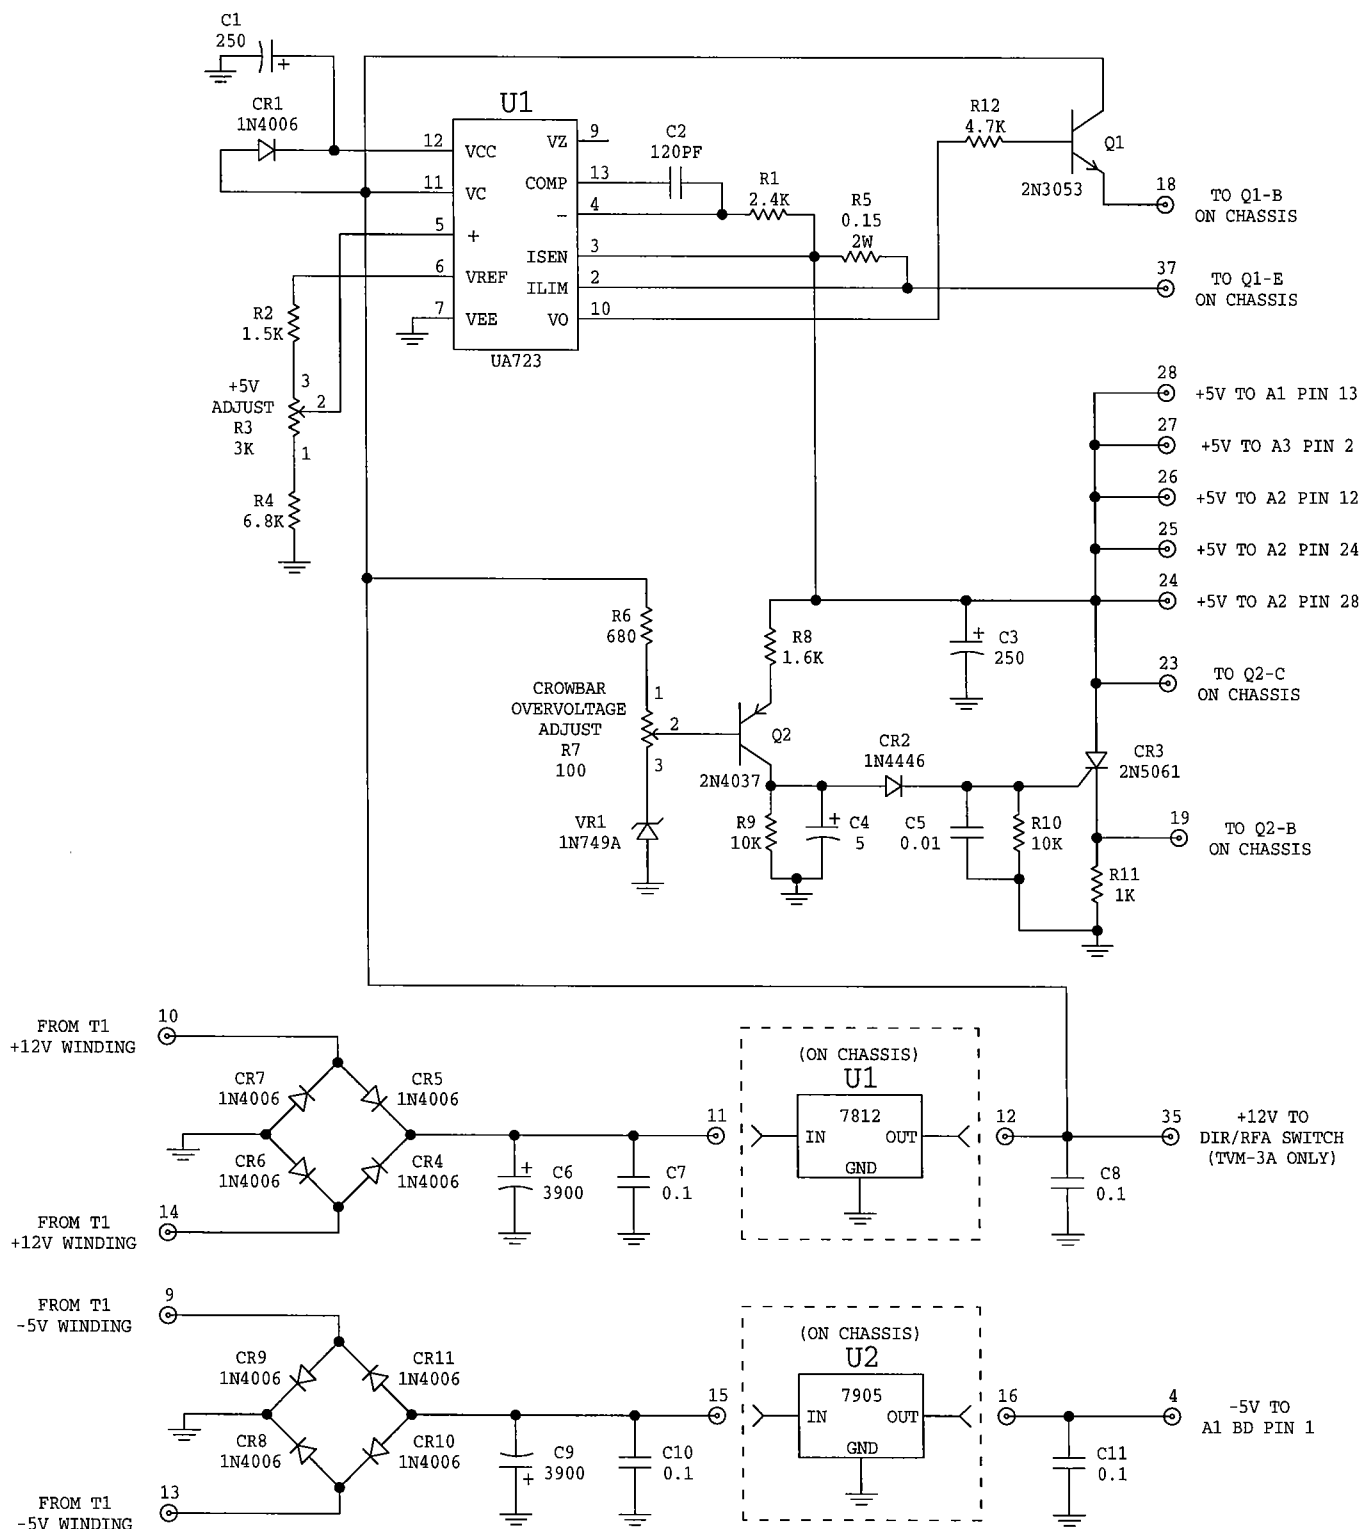 C1
250
CR1
1N4006
U1
12
VCC
11
VC
5
+
6
VREF
7
VEE
VZ
9
COMP
13
−
4
ISEN
3
ILIM
2
VO
10
UA723
C2
120PF
R1
2.4K
R5
0.15
2W
R12
4.7K
Q1
2N3053
18
TO Q1-B
ON CHASSIS
37
TO Q1-E
ON CHASSIS
R2
1.5K
+5V
ADJUST
R3
3K
3
2
1
R4
6.8K
28
+5V TO A1 PIN 13
27
+5V TO A3 PIN 2
26
+5V TO A2 PIN 12
25
+5V TO A2 PIN 24
24
+5V TO A2 PIN 28
R6
680
R8
1.6K
+
C3
250
23
TO Q2-C
ON CHASSIS
CROWBAR
OVERVOLTAGE
ADJUST
R7
100
1
2
3
Q2
2N4037
CR2
1N4446
CR3
2N5061
VR1
1N749A
R9
10K
+
C4
5
C5
0.01
R10
10K
19
TO Q2-B
ON CHASSIS
R11
1K
FROM T1
+12V WINDING
10
CR7
1N4006
CR5
1N4006
CR6
1N4006
CR4
1N4006
FROM T1
+12V WINDING
14
+
C6
3900
C7
0.1
11
(ON CHASSIS)
U1
7812
IN
OUT
GND
12
C8
0.1
35
+12V TO
DIR/RFA SWITCH
(TVM-3A ONLY)
FROM T1
-5V WINDING
9
CR9
1N4006
CR11
1N4006
CR8
1N4006
CR10
1N4006
FROM T1
-5V WINDING
13
C9
3900
+
C10
0.1
15
(ON CHASSIS)
U2
7905
IN
OUT
GND
16
C11
0.1
4
-5V TO
A1 BD PIN 1